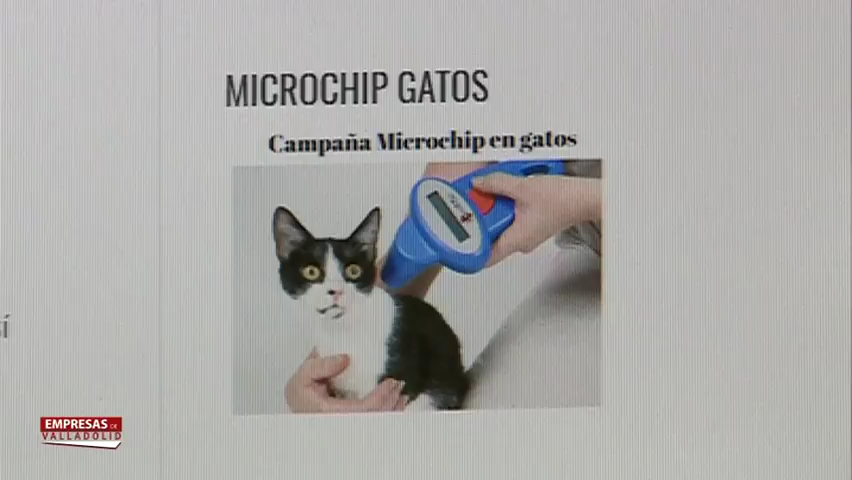 MICROCHIP GATOS
Campaña Microchip en gatos
EMPRESAS DE
VALLADOLID